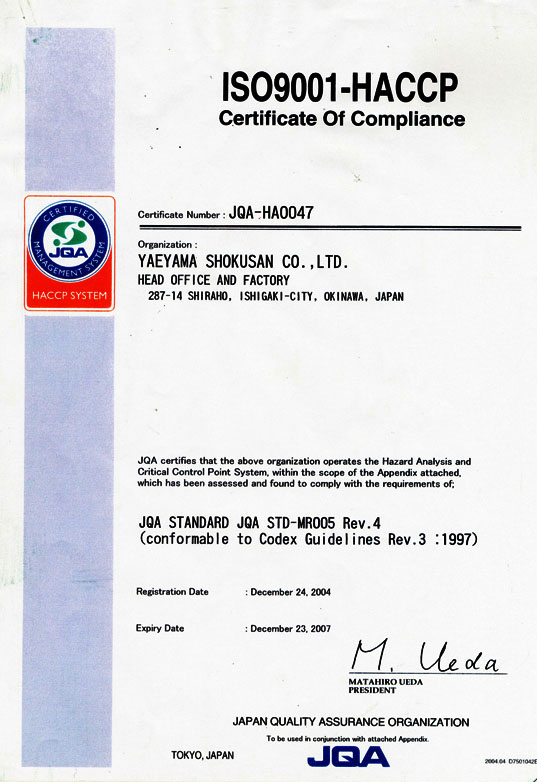 ISO9001-HACCP
Certificate Of Compliance
Certificate Number : JQA-HA0047
CERTIFIED
JQA
MANAGEMENT SYSTEM
HACCP SYSTEM
Organization :
YAEYAMA SHOKUSAN CO.,LTD.
HEAD OFFICE AND FACTORY
287-14 SHIRAHO, ISHIGAKI-CITY, OKINAWA, JAPAN
JQA certifies that the above organization operates the Hazard Analysis and
Critical Control Point System, within the scope of the Appendix attached,
which has been assessed and found to comply with the requirements of;
JQA STANDARD JQA STD-MR005 Rev.4
(conformable to Codex Guidelines Rev.3 :1997)
Registration Date : December 24, 2004
Expiry Date : December 23, 2007
M. Ueda
MATAHIRO UEDA
PRESIDENT
JAPAN QUALITY ASSURANCE ORGANIZATION
To be used in conjunction with attached Appendix.
TOKYO, JAPAN
JQA
2004.04 D7501042E